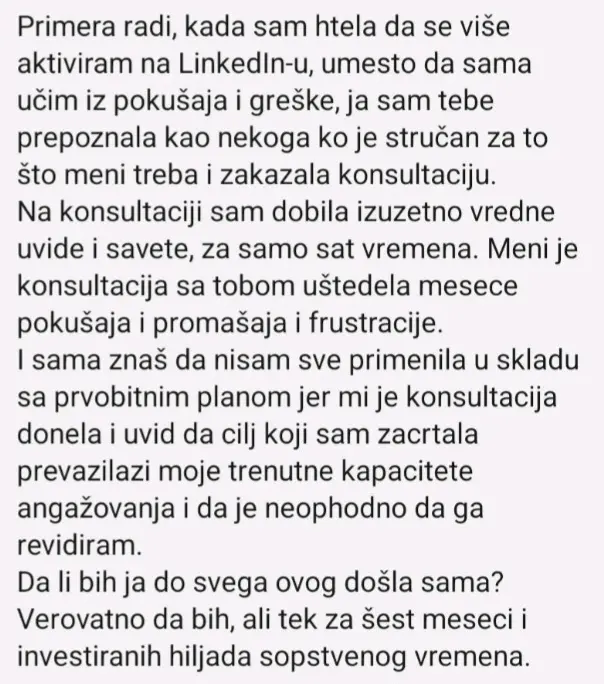 Primera radi, kada sam htela da se više
aktiviram na LinkedIn-u, umesto da sama
učim iz pokušaja i greške, ja sam tebe
prepoznala kao nekoga ko je stručan za to
što meni treba i zakazala konsultaciju.
Na konsultaciji sam dobila izuzetno vredne
uvide i savete, za samo sat vremena. Meni je
konsultacija sa tobom uštedela mesece
pokušaja i promašaja i frustracije.
I sama znaš da nisam sve primenila u skladu
sa prvobitnim planom jer mi je konsultacija
donela i uvid da cilj koji sam zacrtala
prevazilazi moje trenutne kapacitete
angažovanja i da je neophodno da ga
revidiram.
Da li bih ja do svega ovog došla sama?
Verovatno da bih, ali tek za šest meseci i
investiranih hiljada sopstvenog vremena.